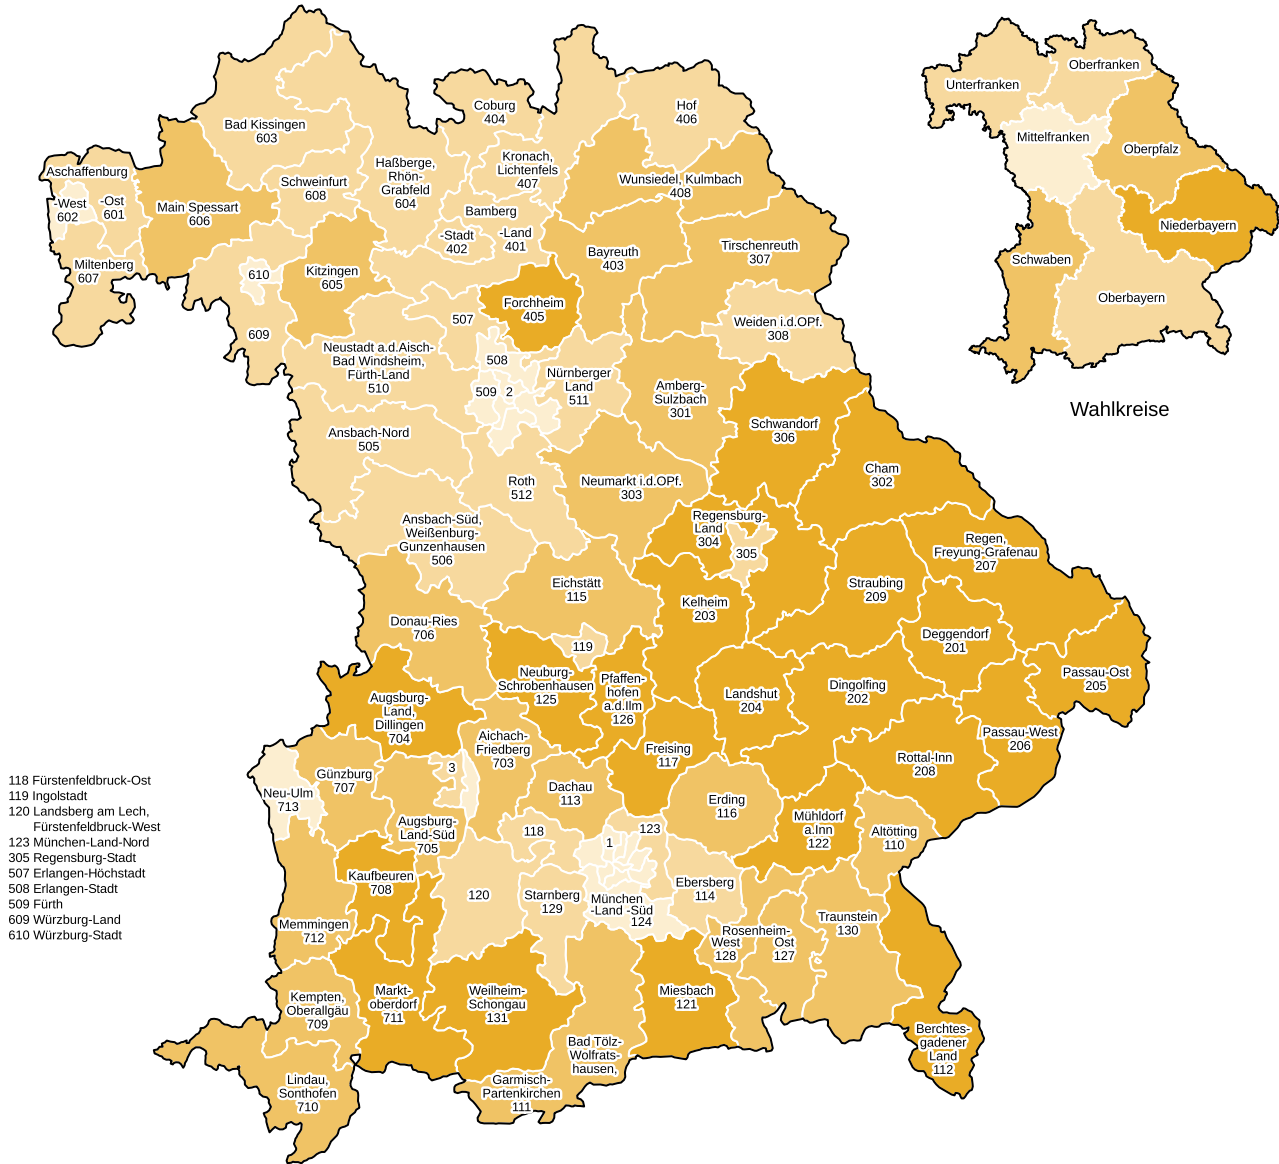 Coburg
404
Hof
406
Bad Kissingen
603
Kronach,
Lichtenfels
407
Haßberge,
Rhön-
Grabfeld
604
Aschaffenburg
-West
602
-Ost
601
Schweinfurt
608
Wunsiedel, Kulmbach
408
Main Spessart
606
Bamberg
-Stadt
402
-Land
401
Bayreuth
403
Tirschenreuth
307
Miltenberg
607
610
Kitzingen
605
Forchheim
405
507
609
Weiden i.d.OPf.
308
Neustadt a.d.Aisch-
Bad Windsheim,
Fürth-Land
510
508
509
2
Nürnberger
Land
511
Amberg-
Sulzbach
301
Schwandorf
306
Ansbach-Nord
505
Cham
302
Roth
512
Neumarkt i.d.OPf.
303
Regensburg-
Land
304
305
Ansbach-Süd,
Weißenburg-
Gunzenhausen
506
Regen,
Freyung-Grafenau
207
Eichstätt
115
Straubing
209
Kelheim
203
Donau-Ries
706
119
Deggendorf
201
Neuburg-
Schrobenhausen
125
Pfaffen-
hofen
a.d.Ilm
126
Landshut
204
Dingolfing
202
Passau-Ost
205
Augsburg-
Land,
Dillingen
704
Aichach-
Friedberg
703
Freising
117
Passau-West
206
Rottal-Inn
208
3
Günzburg
707
Neu-Ulm
713
Dachau
113
Erding
116
Mühldorf
a.Inn
122
Altötting
110
Augsburg-
Land-Süd
705
118
123
1
Kaufbeuren
708
120
Starnberg
129
München
-Land -Süd
124
Ebersberg
114
Memmingen
712
Rosenheim-
West
128
Ost
127
Traunstein
130
Kempten,
Oberallgäu
709
Markt-
oberdorf
711
Weilheim-
Schongau
131
Miesbach
121
Berchtes-
gadener
Land
112
Bad Tölz-
Wolfrats-
hausen,
Garmisch-
Partenkirchen
111
Lindau,
Sonthofen
710
118 Fürstenfeldbruck-Ost
119 Ingolstadt
120 Landsberg am Lech,
Fürstenfeldbruck-West
123 München-Land-Nord
305 Regensburg-Stadt
507 Erlangen-Höchstadt
508 Erlangen-Stadt
509 Fürth
609 Würzburg-Land
610 Würzburg-Stadt
Unterfranken
Oberfranken
Mittelfranken
Oberpfalz
Niederbayern
Schwaben
Oberbayern
Wahlkreise